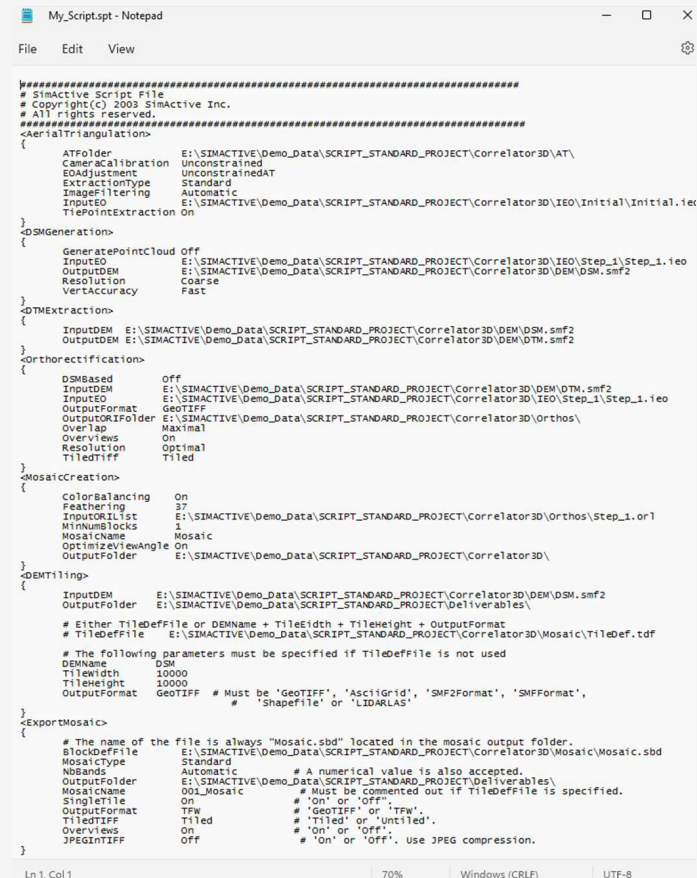 My_Script.spt - Notepad
File Edit View
################################################################################
# SimActive Script File
# Copyright(c) 2003 SimActive Inc.
# All rights reserved.
#################################################################################
<AerialTriangulation>
{
ATFolder E:\SIMACTIVE\Demo_Data\SCRIPT_STANDARD_PROJECT\Correlator3D\AT\
CameraCalibration Unconstrained
EOAdjustment UnconstrainedAT
ExtractionType Standard
ImageFiltering Automatic
InputEO E:\SIMACTIVE\Demo_Data\SCRIPT_STANDARD_PROJECT\Correlator3D\IEO\Initial\Initial.ieo
TiePointExtraction On
}
<DSMGeneration>
{
GeneratePointCloud Off
InputEO E:\SIMACTIVE\Demo_Data\SCRIPT_STANDARD_PROJECT\Correlator3D\IEO\Step_1\Step_1.ieo
OutputDEM E:\SIMACTIVE\Demo_Data\SCRIPT_STANDARD_PROJECT\Correlator3D\DEM\DSM.smf2
Resolution Coarse
VertAccuracy Fast
}
<DTMExtraction>
{
InputDEM E:\SIMACTIVE\Demo_Data\SCRIPT_STANDARD_PROJECT\Correlator3D\DEM\DSM.smf2
OutputDEM E:\SIMACTIVE\Demo_Data\SCRIPT_STANDARD_PROJECT\Correlator3D\DEM\DTM.smf2
}
<Orthorectification>
{
DSMBased Off
InputDEM E:\SIMACTIVE\Demo_Data\SCRIPT_STANDARD_PROJECT\Correlator3D\DEM\DTM.smf2
InputEO E:\SIMACTIVE\Demo_Data\SCRIPT_STANDARD_PROJECT\Correlator3D\IEO\Step_1\Step_1.ieo
OutputFormat GeoTIFF
OutputORIFolder E:\SIMACTIVE\Demo_Data\SCRIPT_STANDARD_PROJECT\Correlator3D\Orthos\
Overlap Maximal
Overviews On
Resolution Optimal
TiledTiff Tiled
}
<MosaicCreation>
{
ColorBalancing On
Feathering 37
InputORIList E:\SIMACTIVE\Demo_Data\SCRIPT_STANDARD_PROJECT\Correlator3D\Orthos\Step_1.orl
MinNumBlocks 1
MosaicName Mosaic
OptimizeViewAngle On
OutputFolder E:\SIMACTIVE\Demo_Data\SCRIPT_STANDARD_PROJECT\Correlator3D\
}
<DEMTiling>
{
InputDEM E:\SIMACTIVE\Demo_Data\SCRIPT_STANDARD_PROJECT\Correlator3D\DEM\DSM.smf2
OutputFolder E:\SIMACTIVE\Demo_Data\SCRIPT_STANDARD_PROJECT\Deliverables\
# Either TileDefFile or DEMName + TileEidth + TileHeight + OutputFormat
# TileDefFile E:\SIMACTIVE\Demo_Data\SCRIPT_STANDARD_PROJECT\Correlator3D\Mosaic\TileDef.tdf
# The following parameters must be specified if TileDefFile is not used
DEMName DSM
TileWidth 10000
TileHeight 10000
OutputFormat GeoTIFF # Must be 'GeoTIFF', 'AsciiGrid', 'SMF2Format', 'SMFFormat',
# 'Shapefile' or 'LIDARLAS'
}
<ExportMosaic>
{
# The name of the file is always "Mosaic.sbd" located in the mosaic output folder.
BlockDefFile E:\SIMACTIVE\Demo_Data\SCRIPT_STANDARD_PROJECT\Correlator3D\Mosaic\Mosaic.sbd
MosaicType Standard
NbBands Automatic # A numerical value is also accepted.
OutputFolder E:\SIMACTIVE\Demo_Data\SCRIPT_STANDARD_PROJECT\Deliverables\
MosaicName 001_Mosaic # Must be commented out if TileDefFile is specified.
SingleTile On # 'On' or 'Off".
OutputFormat TFW # 'GeoTIFF' or 'TFW'.
TiledTIFF Tiled # 'Tiled' or 'Untiled'.
Overviews On # 'On' or 'Off'.
JPEGInTIFF Off # 'On' or 'Off'. Use JPEG compression.
}
Ln 1, Col 1 70% Windows (CRLF) UTF-8